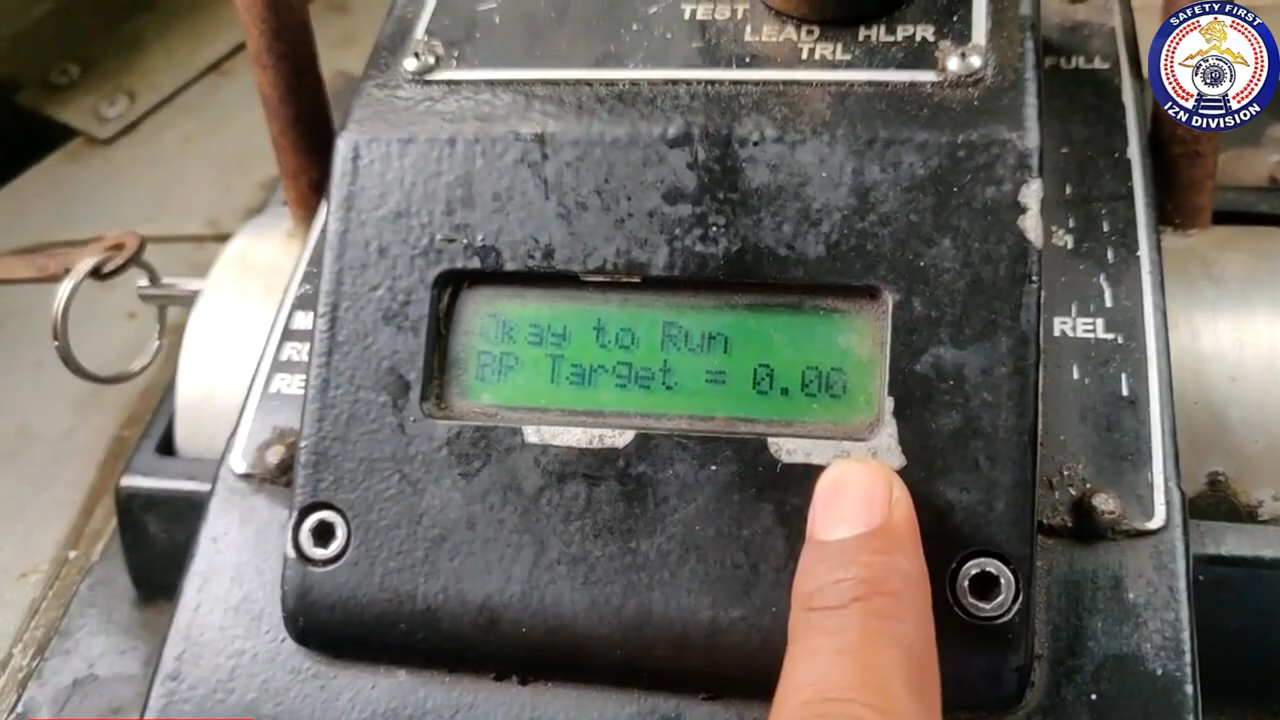 SAFETY FIRST
IZN DIVISION
TEST
LEAD HLPR
TRL
FULL
Okay to Run
BP Target = 0.00
REL